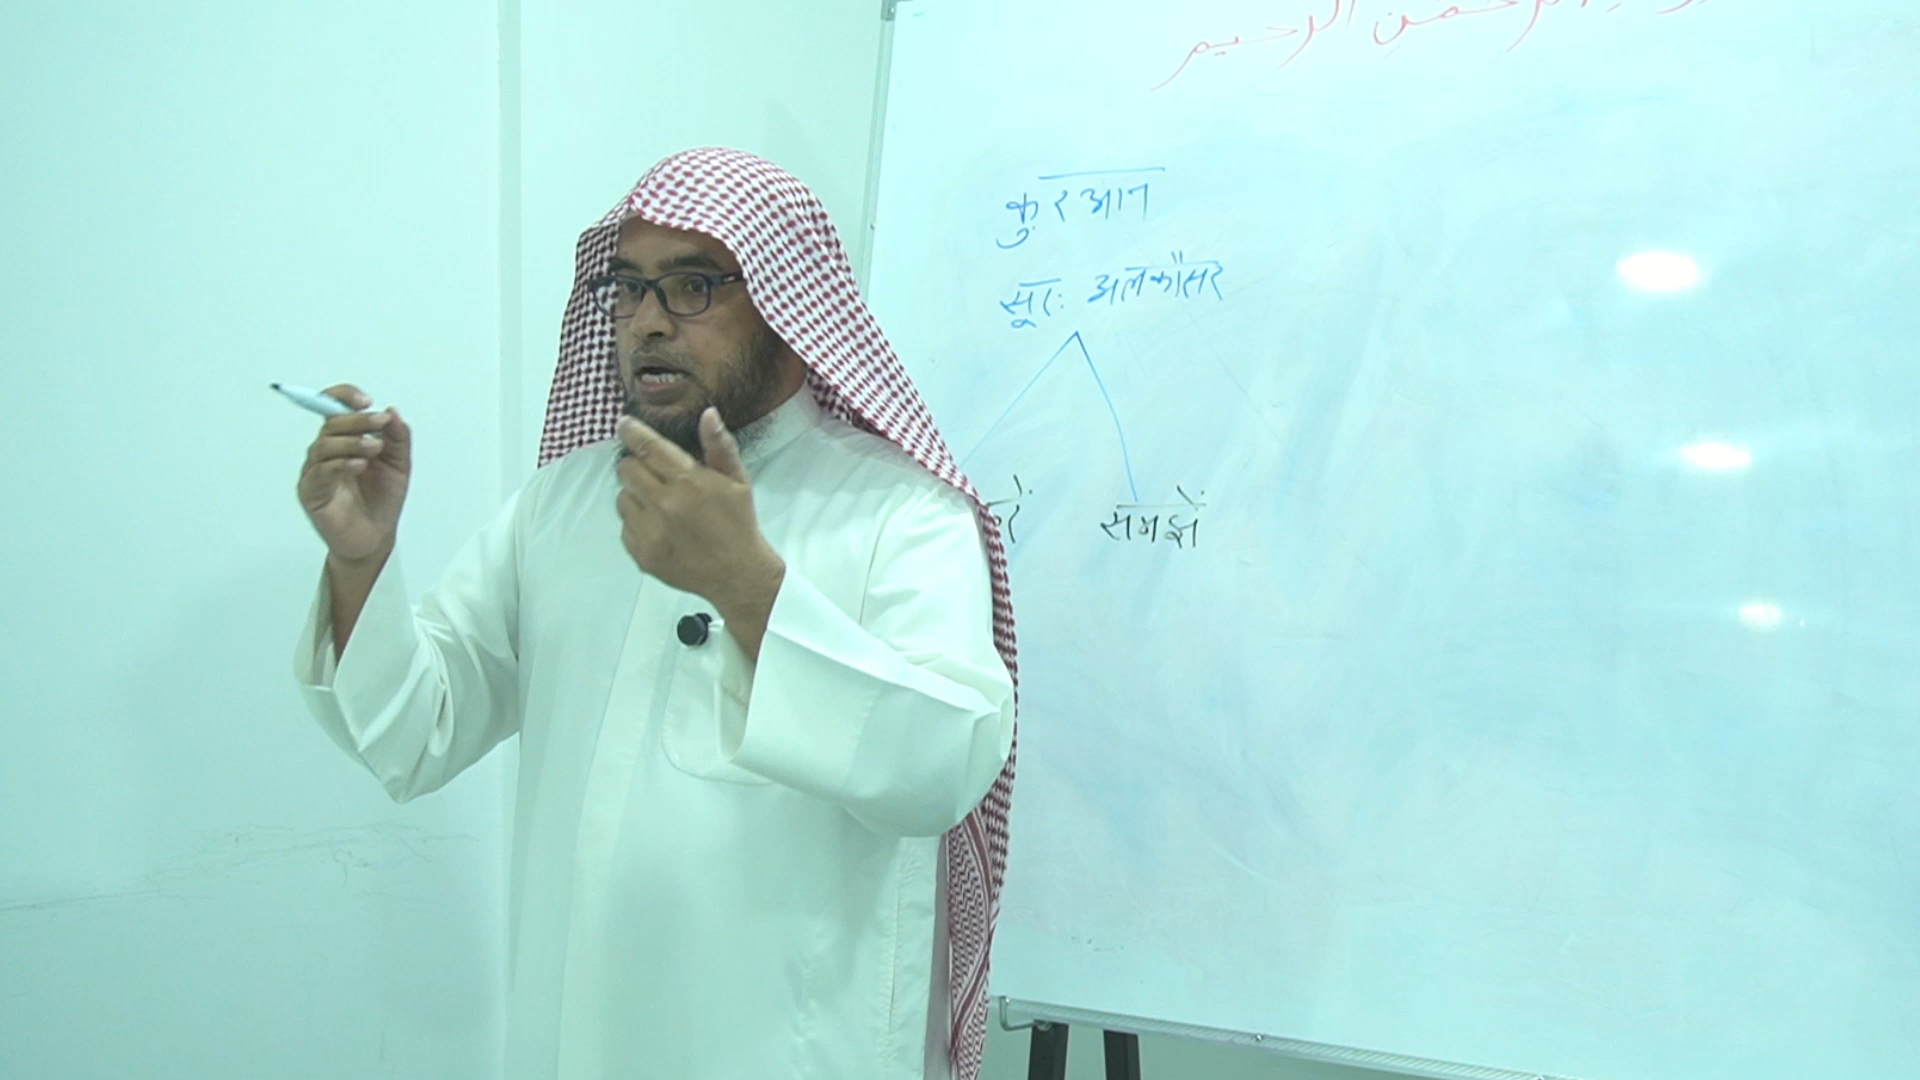 الرحمن الرحيم
कुरआन
सूरः अलकौसर
समझें